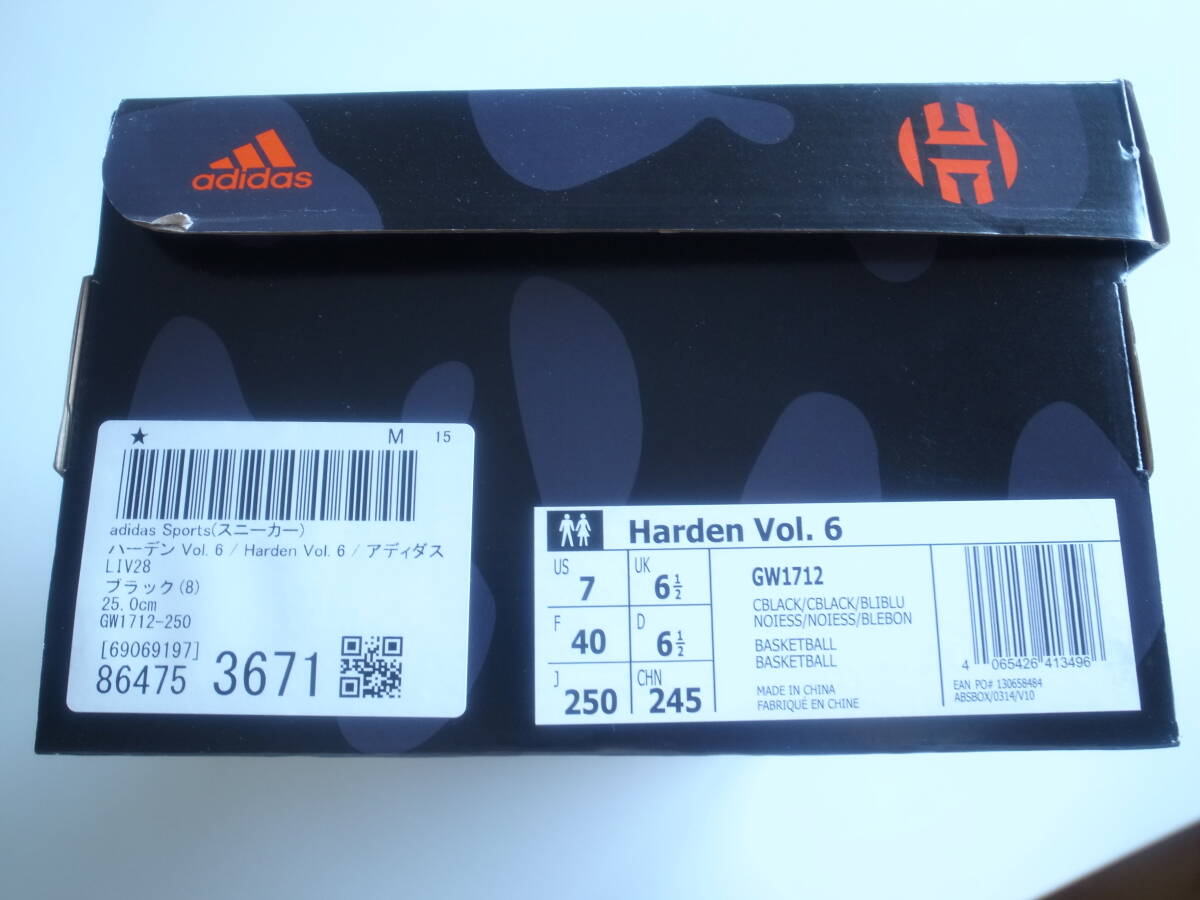 adidas
★ M 15
adidas Sports(スニーカー)
ハーデン Vol. 6 / Harden Vol. 6 / アディダス
LIV28
ブラック(8)
25.0cm
GW1712-250
[69069197]
86475 3671
Harden Vol. 6
US 7 UK 6½
F 40 D 6½
J 250 CHN 245
GW1712
CBLACK/CBLACK/BLIBLU
NOIESS/NOIESS/BLEBON
BASKETBALL
BASKETBALL
MADE IN CHINA
FABRIQUÉ EN CHINE
4 065426 413496
EAN PO# 130658484
ABSBOX/0314/V10